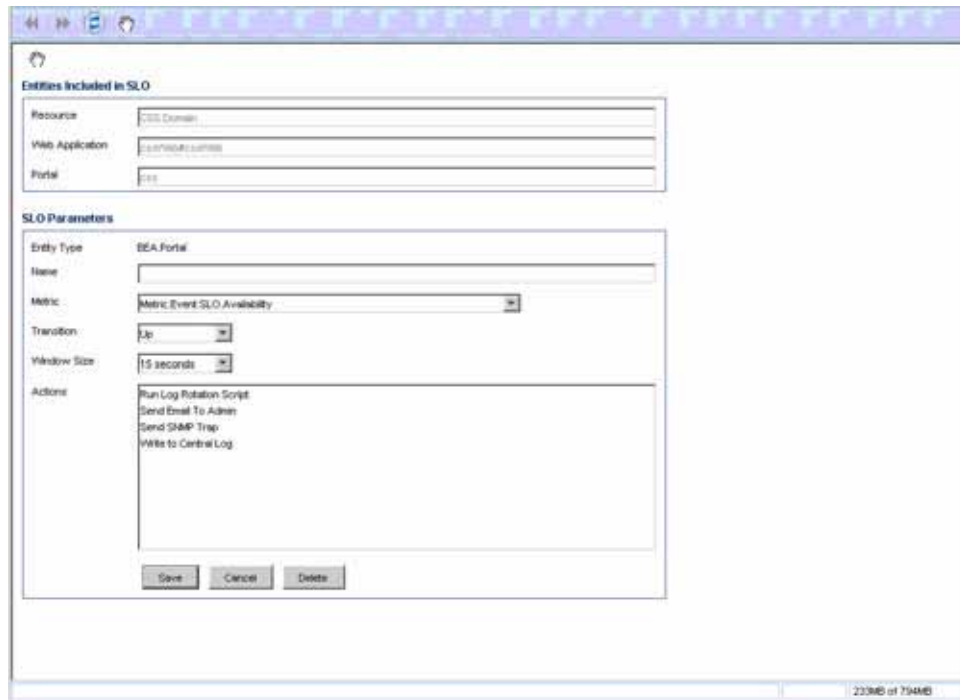 Entities Included in SLO
Resource
CSS Domain
Web Application
Portal
css
SLO Parameters
Entity Type BEA.Portal
Name
Metric Metric.Event.SLO.Availability
Transition Up
Window Size 15 seconds
Actions
Run Log Rotation Script
Send Email To Admin
Send SNMP Trap
Write to Central Log
Save Cancel Delete
233MB of 794MB